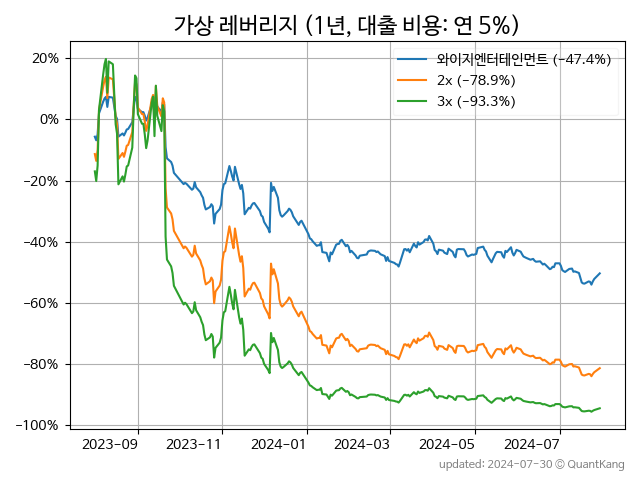 가상 레버리지 (1년, 대출 비용: 연 5%)
와이지엔터테인먼트 (−47.4%)
2x (−78.9%)
3x (−93.3%)
20%
0%
−20%
−40%
−60%
−80%
−100%
2023-09 2023-11 2024-01 2024-03 2024-05 2024-07
updated: 2024-07-30 © QuantKang